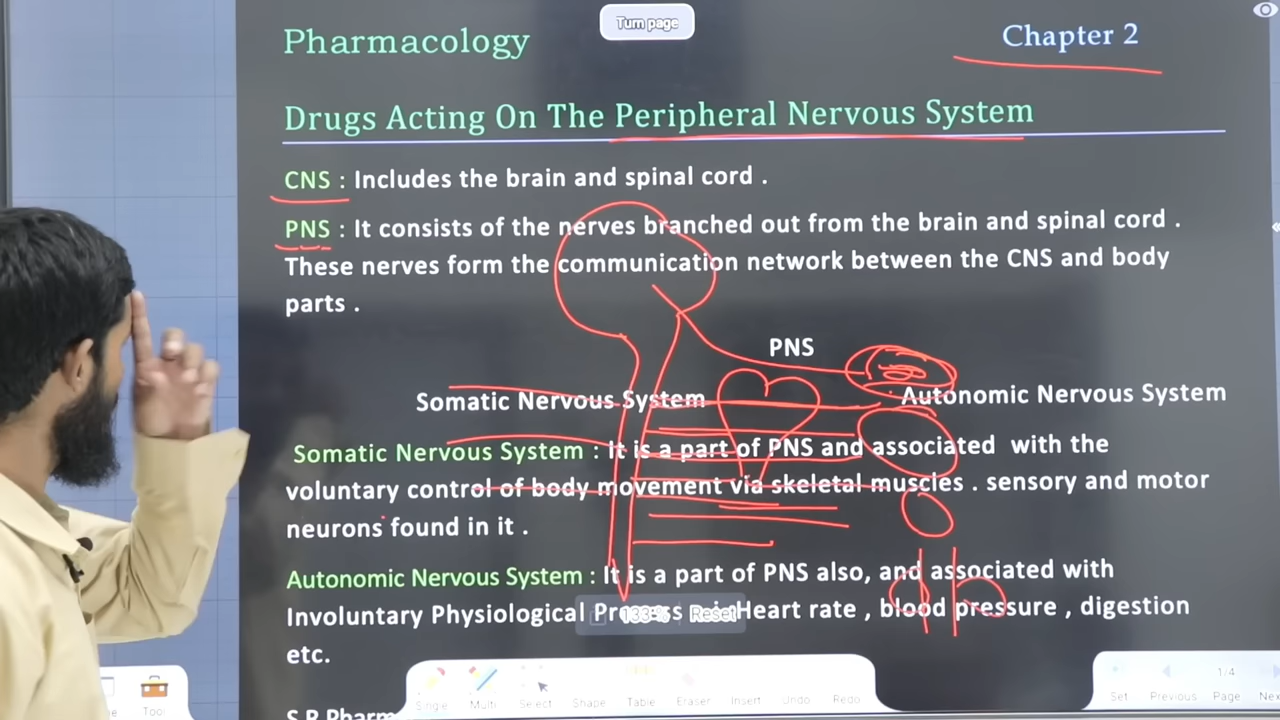 Turn page
Pharmacology
Chapter 2
Drugs Acting On The Peripheral Nervous System
CNS : Includes the brain and spinal cord .
PNS : It consists of the nerves branched out from the brain and spinal cord .
These nerves form the communication network between the CNS and body
parts .
PNS
Somatic Nervous System
Autonomic Nervous System
Somatic Nervous System : It is a part of PNS and associated with the
voluntary control of body movement via skeletal muscles . sensory and motor
neurons found in it .
Autonomic Nervous System : It is a part of PNS also, and associated with
Involuntary Physiological Heart rate , blood pressure , digestion
133% Reset
etc.
S.R Pharm
Single Multi Select Shape Table Eraser Insert Undo Redo
Set Previous Page
1/4